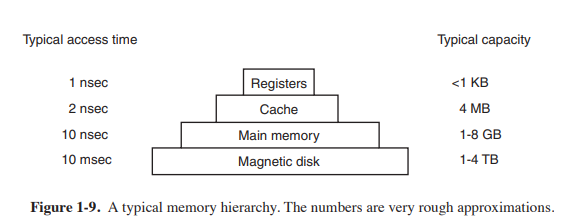 Typical access time Typical capacity
1 nsec Registers <1 KB
2 nsec Cache 4 MB
10 nsec Main memory 1-8 GB
10 msec Magnetic disk 1-4 TB
Figure 1-9. A typical memory hierarchy. The numbers are very rough approximations.